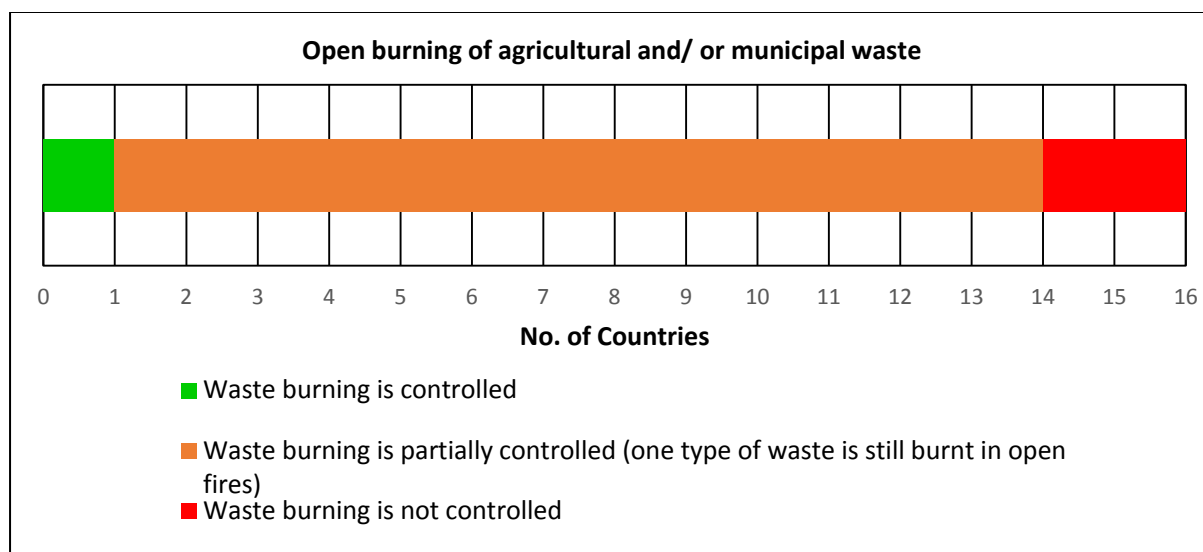 Open burning of agricultural and/ or municipal waste
0 1 2 3 4 5 6 7 8 9 10 11 12 13 14 15 16
No. of Countries
Waste burning is controlled
Waste burning is partially controlled (one type of waste is still burnt in open
fires)
Waste burning is not controlled